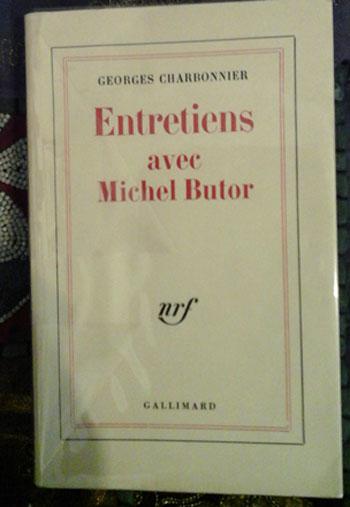 GEORGES CHARBONNIER
Entretiens
avec
Michel Butor
nrf
GALLIMARD